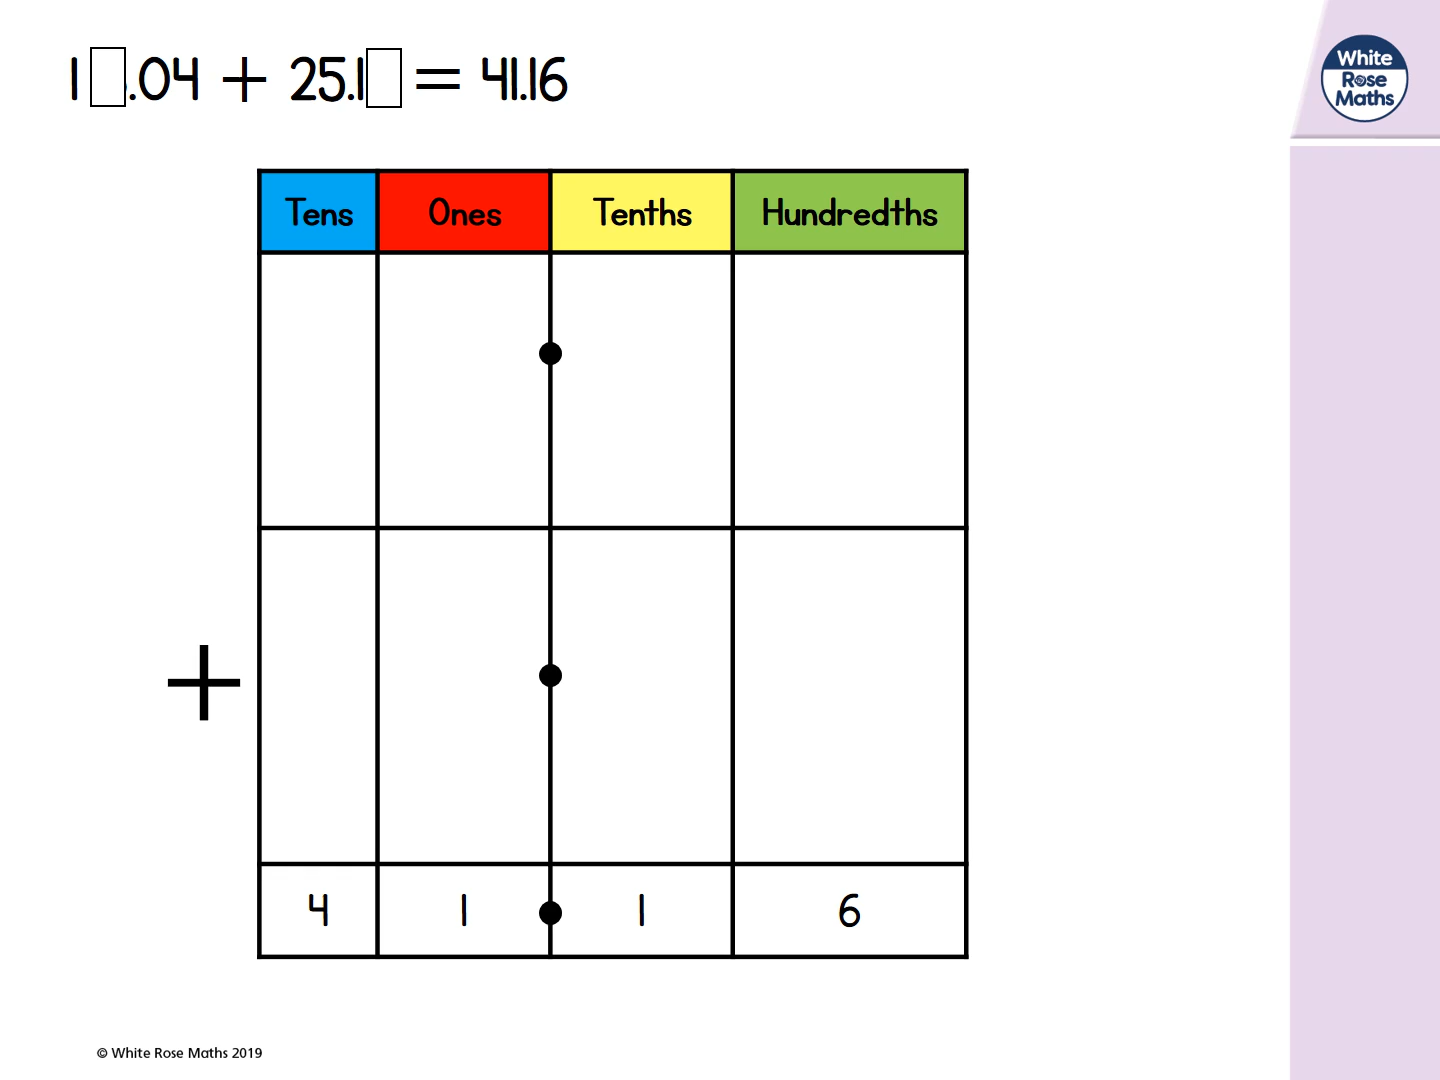 1□.04 + 25.1□ = 41.16
White
Rose
Maths
Tens Ones Tenths Hundredths
+
4 1 . 1 6
© White Rose Maths 2019